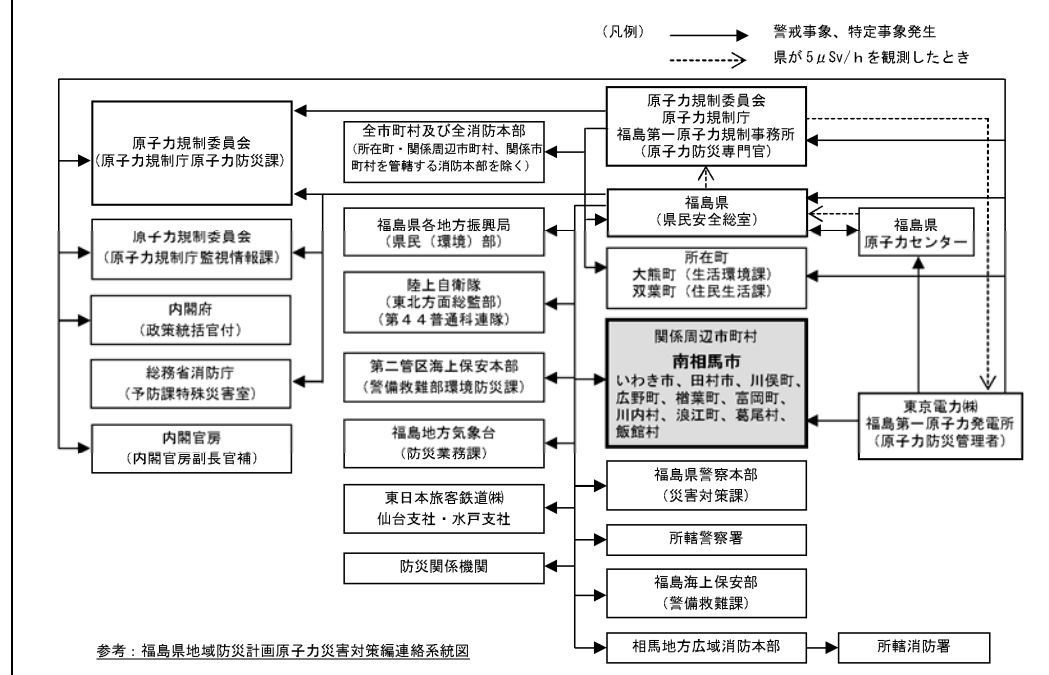 (凡例)
警戒事象、特定事象発生
県が5μSv/hを観測したとき
原子力規制委員会
(原子力規制庁原子力防災課)
原子力規制委員会
(原子力規制庁監視情報課)
内閣府
(政策統括官付)
総務省消防庁
(予防課特殊災害室)
内閣官房
(内閣官房副長官補)
全市町村及び全消防本部
(所在町・関係周辺市町村、関係市
町村を管轄する消防本部を除く)
福島県各地方振興局
(県民(環境)部)
陸上自衛隊
(東北方面総監部)
(第44普通科連隊)
第二管区海上保安本部
(警備救難部環境防災課)
福島地方気象台
(防災業務課)
東日本旅客鉄道㈱
仙台支社・水戸支社
防災関係機関
原子力規制委員会
原子力規制庁
福島第一原子力規制事務所
(原子力防災専門官)
福島県
(県民安全総室)
所在町
大熊町(生活環境課)
双葉町(住民生活課)
関係周辺市町村
南相馬市
いわき市、田村市、川俣町、
広野町、楢葉町、富岡町、
川内村、浪江町、葛尾村、
飯館村
福島県警察本部
(災害対策課)
所轄警察署
福島海上保安部
(警備救難課)
相馬地方広域消防本部
所轄消防署
福島県
原子力センター
東京電力㈱
福島第一原子力発電所
(原子力防災管理者)
参考:福島県地域防災計画原子力災害対策編連絡系統図